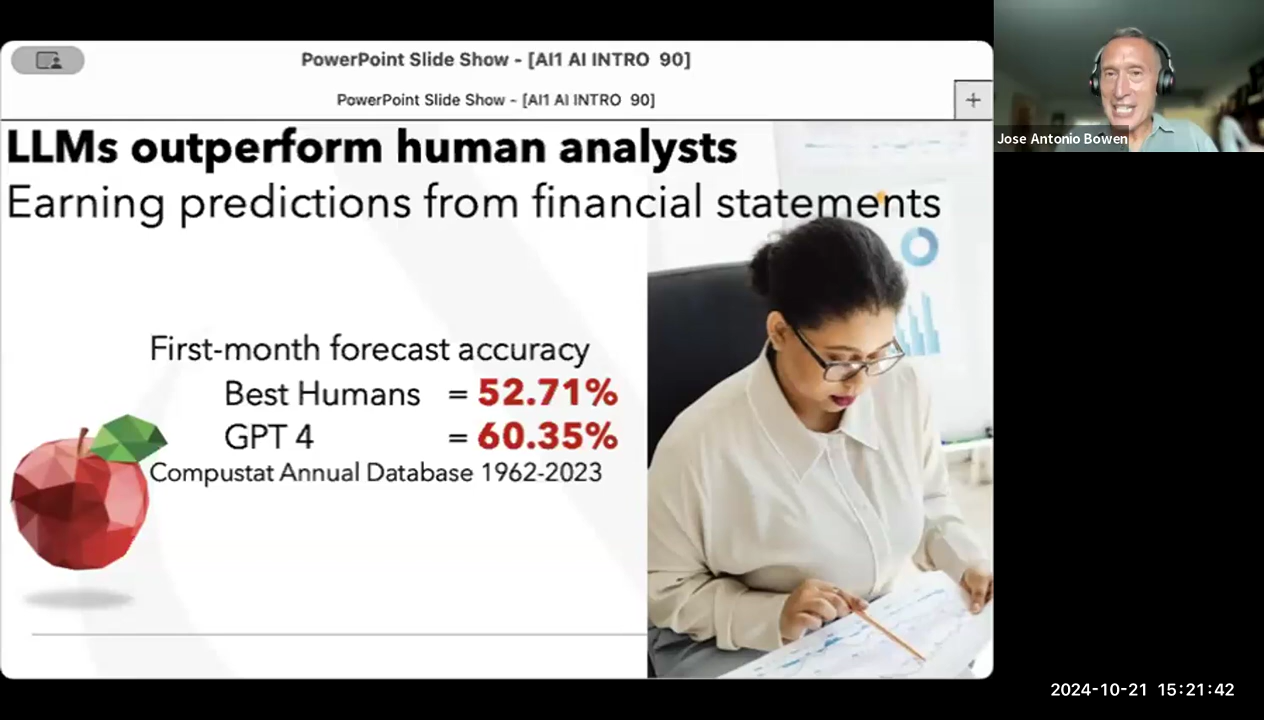 PowerPoint Slide Show - [AI1 AI INTRO  90]
PowerPoint Slide Show - [AI1 AI INTRO  90]
+
LLMs outperform human analysts
Earning predictions from financial statements
First-month forecast accuracy
Best Humans = 52.71%
GPT 4 = 60.35%
Compustat Annual Database 1962-2023
Jose Antonio Bowen
2024-10-21 15:21:42